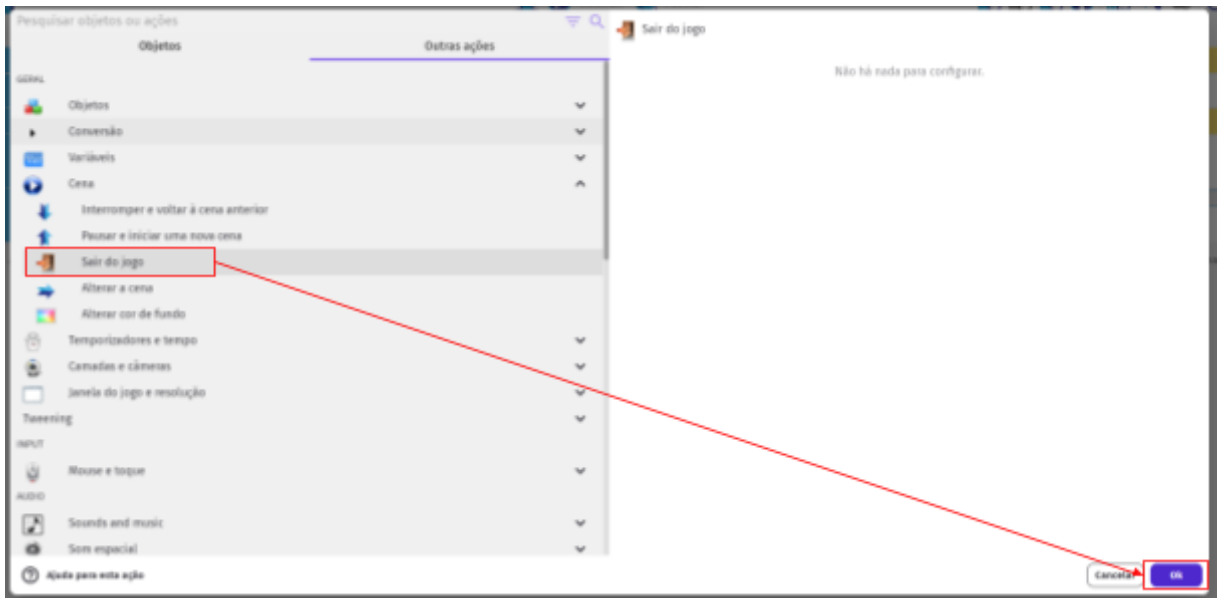 Pesquisar objetos ou ações
Objetos
Outras ações
GERAL
Objetos
Conversão
Variáveis
Cena
Interromper e voltar à cena anterior
Pausar e iniciar uma nova cena
Sair do jogo
Alterar a cena
Alterar cor de fundo
Temporizadores e tempo
Camadas e câmeras
Janela do jogo e resolução
Tweening
INPUT
Mouse e toque
AUDIO
Sounds and music
Som espacial
Ajuda para esta ação
Sair do jogo
Não há nada para configurar.
Cancelar
Ok